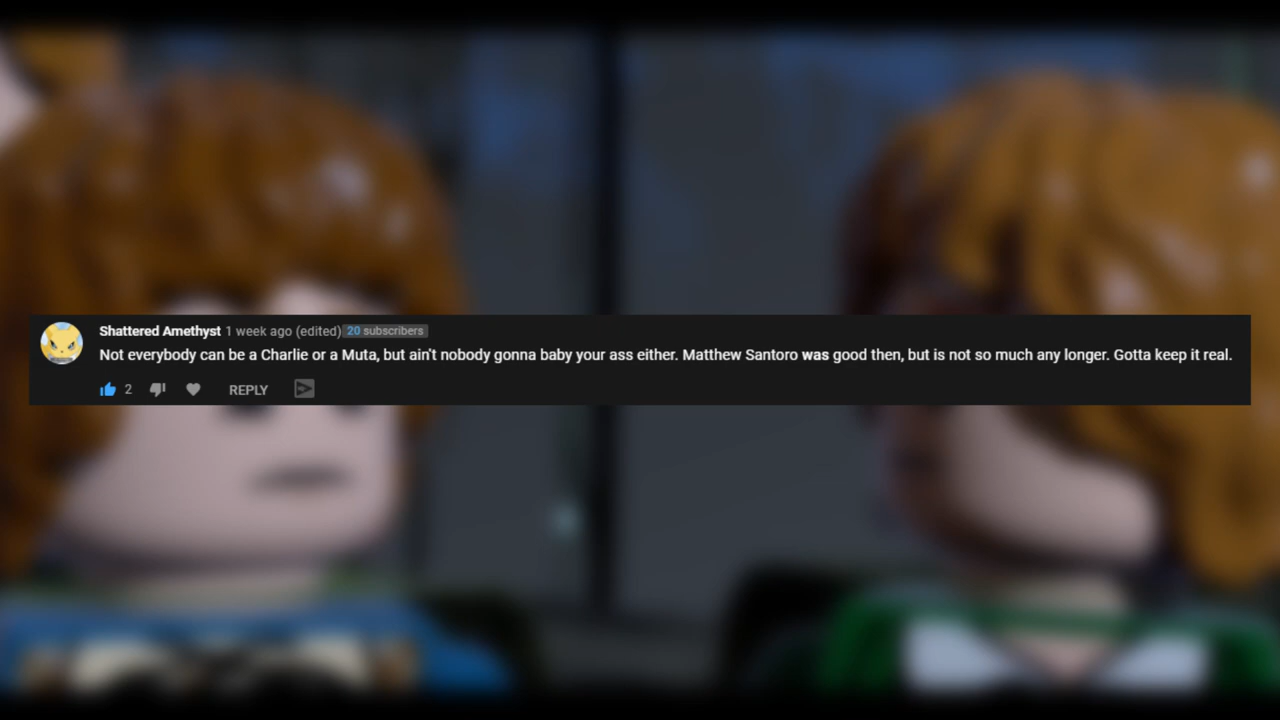 Shattered Amethyst 1 week ago (edited) 20 subscribers
Not everybody can be a Charlie or a Muta, but ain't nobody gonna baby your ass either. Matthew Santoro was good then, but is not so much any longer. Gotta keep it real.
2 REPLY